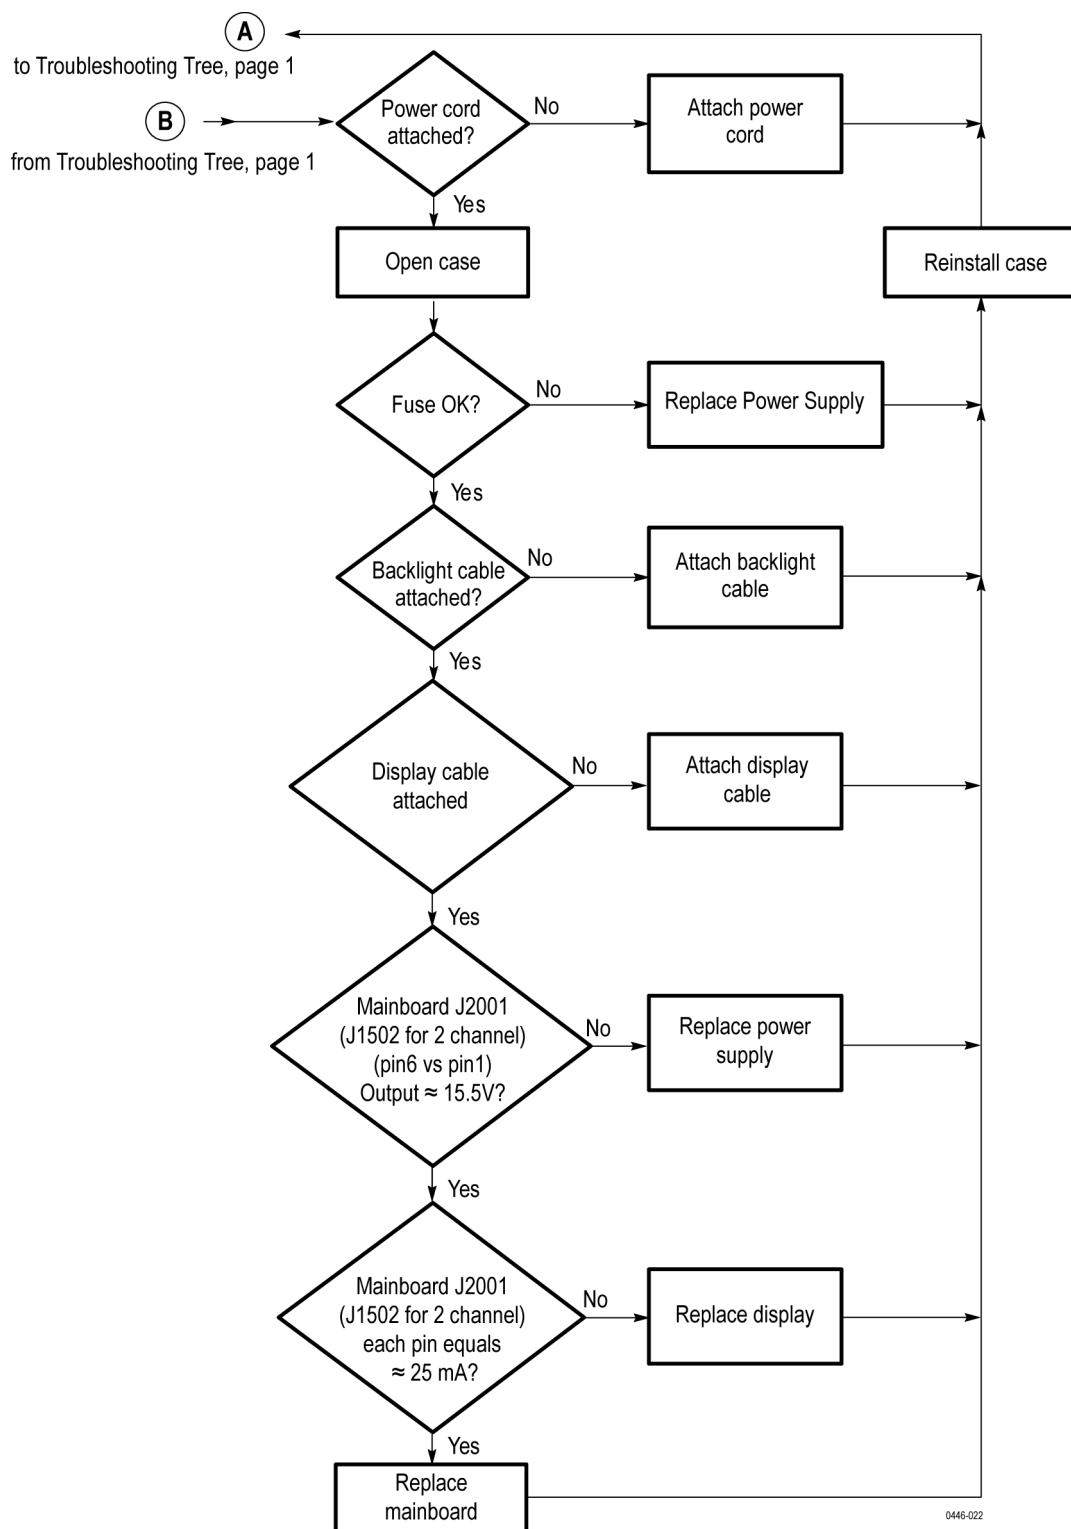 A
to Troubleshooting Tree, page 1
B
from Troubleshooting Tree, page 1
Power cord
attached?
No
Attach power
cord
Yes
Open case
Reinstall case
Fuse OK?
No
Replace Power Supply
Yes
Backlight cable
attached?
No
Attach backlight
cable
Yes
Display cable
attached
No
Attach display
cable
Yes
Mainboard J2001
(J1502 for 2 channel)
(pin6 vs pin1)
Output ≈ 15.5V?
No
Replace power
supply
Yes
Mainboard J2001
(J1502 for 2 channel)
each pin equals
≈ 25 mA?
No
Replace display
Yes
Replace
mainboard
0446-022